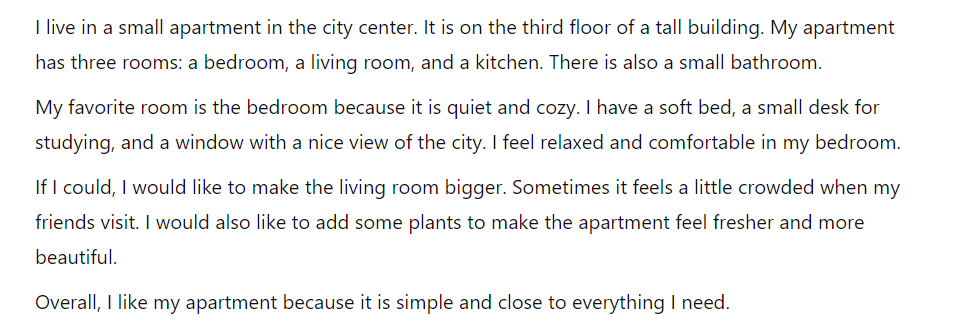 I live in a small apartment in the city center. It is on the third floor of a tall building. My apartment
has three rooms: a bedroom, a living room, and a kitchen. There is also a small bathroom.
My favorite room is the bedroom because it is quiet and cozy. I have a soft bed, a small desk for
studying, and a window with a nice view of the city. I feel relaxed and comfortable in my bedroom.
If I could, I would like to make the living room bigger. Sometimes it feels a little crowded when my
friends visit. I would also like to add some plants to make the apartment feel fresher and more
beautiful.
Overall, I like my apartment because it is simple and close to everything I need.